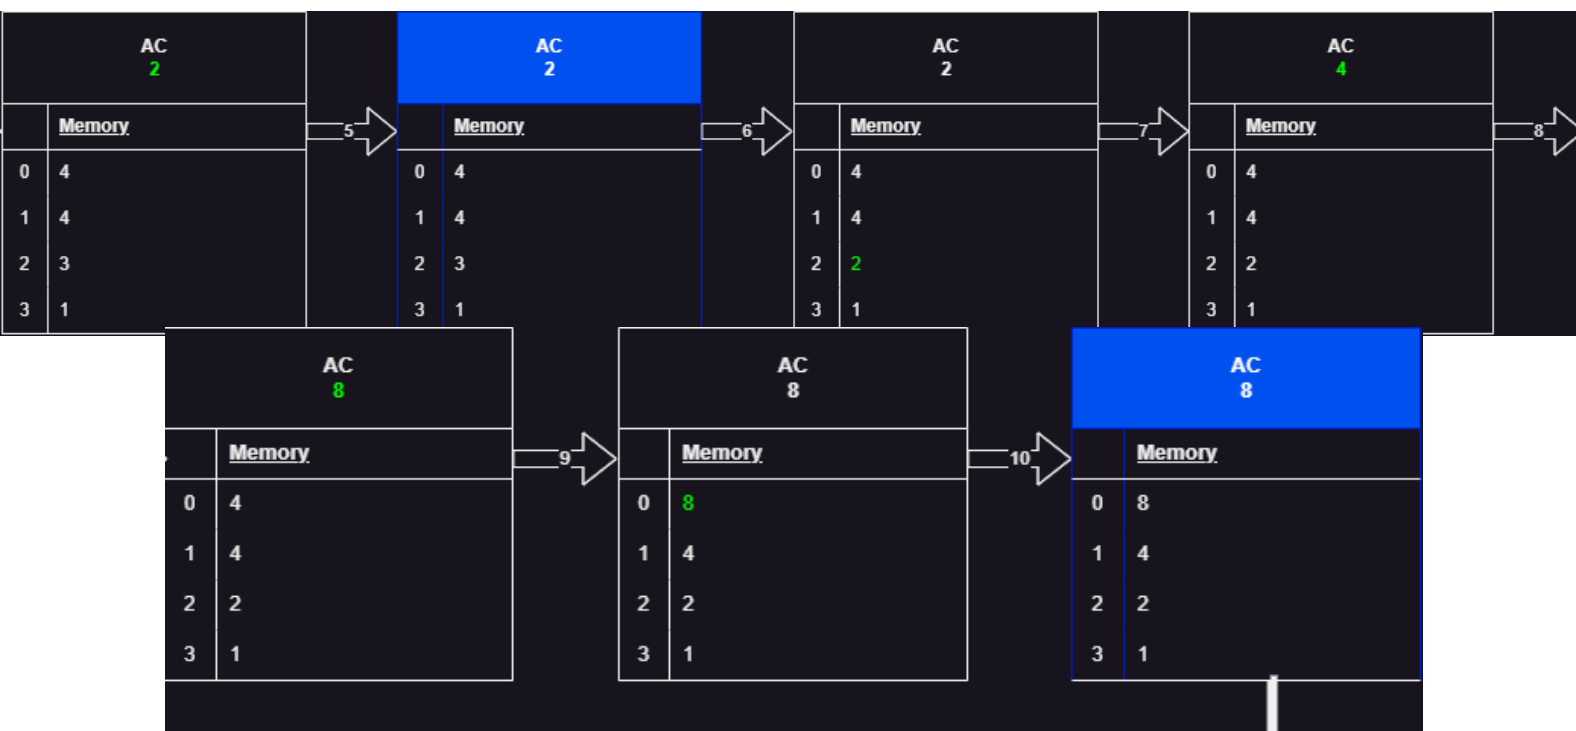 AC AC AC AC
2 2 2 4
Memory 5 Memory 6 Memory 7 Memory 8
0 4 0 4 0 4 0 4
1 4 1 4 1 4 1 4
2 3 2 3 2 2 2 2
3 1 3 1 3 1 3 1
AC AC AC
8 8 8
Memory 9 Memory 10 Memory
0 4 0 8 0 8
1 4 1 4 1 4
2 2 2 2 2 2
3 1 3 1 3 1